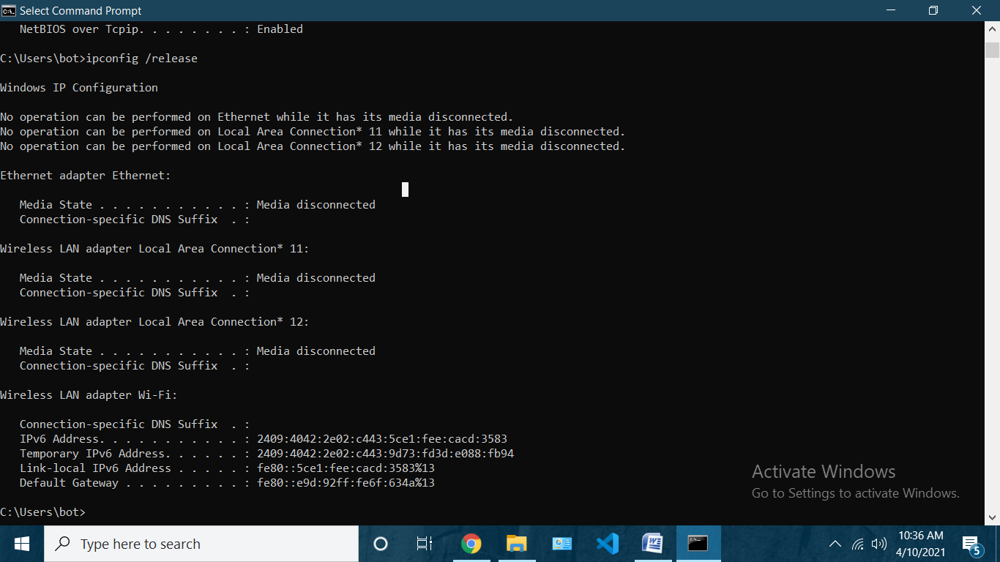 Select Command Prompt
   NetBIOS over Tcpip. . . . . . . . : Enabled
C:\Users\bot>ipconfig /release
Windows IP Configuration
No operation can be performed on Ethernet while it has its media disconnected.
No operation can be performed on Local Area Connection* 11 while it has its media disconnected.
No operation can be performed on Local Area Connection* 12 while it has its media disconnected.
Ethernet adapter Ethernet:
   Media State . . . . . . . . . . . : Media disconnected
   Connection-specific DNS Suffix  . :
Wireless LAN adapter Local Area Connection* 11:
   Media State . . . . . . . . . . . : Media disconnected
   Connection-specific DNS Suffix  . :
Wireless LAN adapter Local Area Connection* 12:
   Media State . . . . . . . . . . . : Media disconnected
   Connection-specific DNS Suffix  . :
Wireless LAN adapter Wi-Fi:
   Connection-specific DNS Suffix  . :
   IPv6 Address. . . . . . . . . . . : 2409:4042:2e02:c443:5ce1:fee:cacd:3583
   Temporary IPv6 Address. . . . . . : 2409:4042:2e02:c443:9d73:fd3d:e088:fb94
   Link-local IPv6 Address . . . . . : fe80::5ce1:fee:cacd:3583%13
   Default Gateway . . . . . . . . . : fe80::e9d:92ff:fe6f:634a%13
C:\Users\bot>
Activate Windows
Go to Settings to activate Windows.
Type here to search
10:36 AM
4/10/2021
5